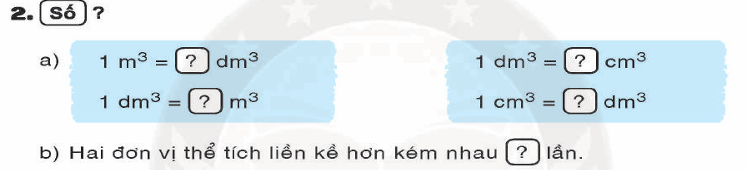 2. Số ?
a) 1 m³ = ? dm³ 1 dm³ = ? cm³
1 dm³ = ? m³ 1 cm³ = ? dm³
b) Hai đơn vị thể tích liền kề hơn kém nhau ? lần.